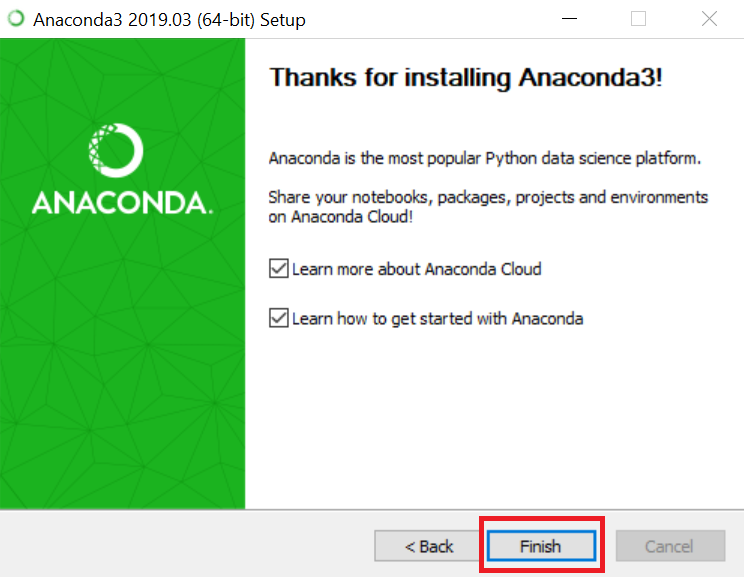 Anaconda3 2019.03 (64-bit) Setup
ANACONDA.
Thanks for installing Anaconda3!
Anaconda is the most popular Python data science platform.
Share your notebooks, packages, projects and environments
on Anaconda Cloud!
Learn more about Anaconda Cloud
Learn how to get started with Anaconda
< Back
Finish
Cancel